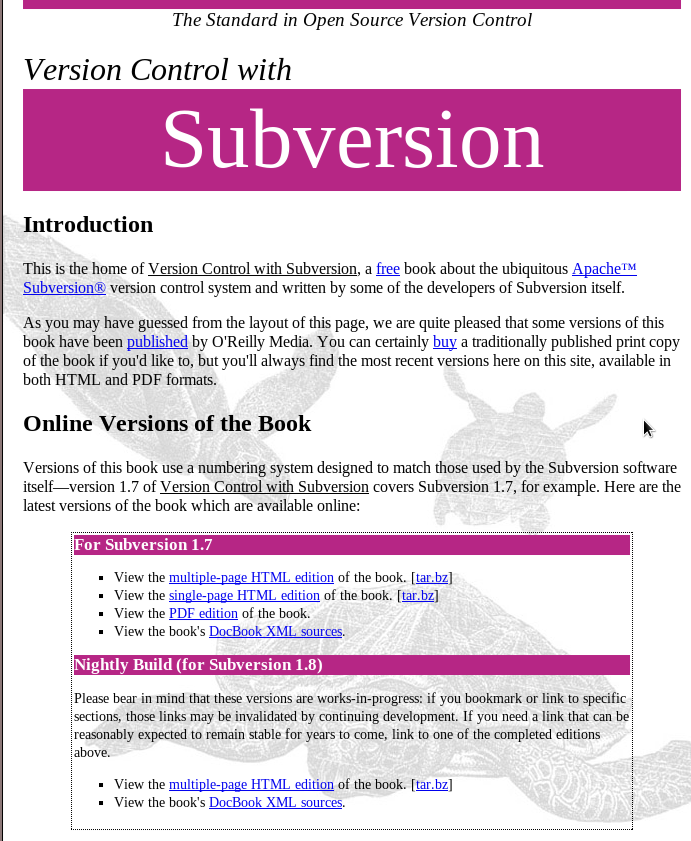 The Standard in Open Source Version Control
Version Control with
Subversion
Introduction
This is the home of Version Control with Subversion, a free book about the ubiquitous Apache™
Subversion® version control system and written by some of the developers of Subversion itself.
As you may have guessed from the layout of this page, we are quite pleased that some versions of this
book have been published by O'Reilly Media. You can certainly buy a traditionally published print copy
of the book if you'd like to, but you'll always find the most recent versions here on this site, available in
both HTML and PDF formats.
Online Versions of the Book
Versions of this book use a numbering system designed to match those used by the Subversion software
itself—version 1.7 of Version Control with Subversion covers Subversion 1.7, for example. Here are the
latest versions of the book which are available online:
For Subversion 1.7
View the multiple-page HTML edition of the book. [tar.bz]
View the single-page HTML edition of the book. [tar.bz]
View the PDF edition of the book.
View the book's DocBook XML sources.
Nightly Build (for Subversion 1.8)
Please bear in mind that these versions are works-in-progress: if you bookmark or link to specific
sections, those links may be invalidated by continuing development. If you need a link that can be
reasonably expected to remain stable for years to come, link to one of the completed editions
above.
View the multiple-page HTML edition of the book. [tar.bz]
View the book's DocBook XML sources.